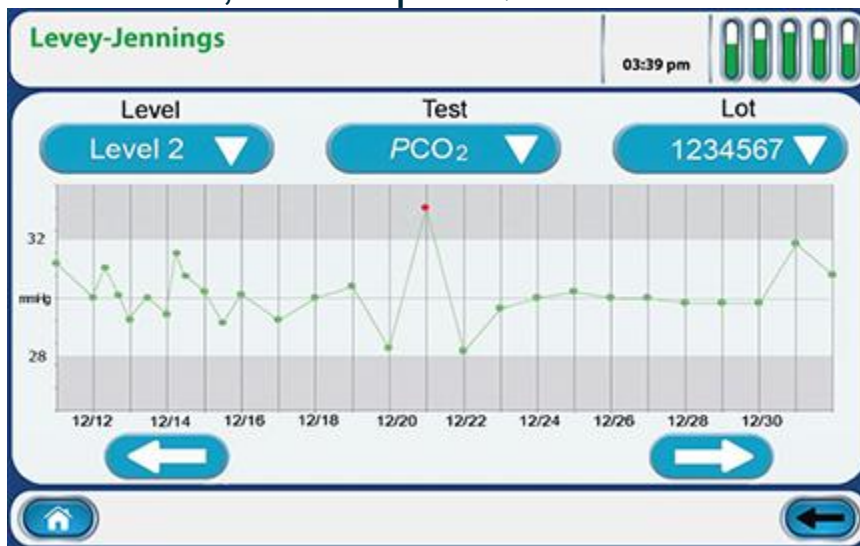 Levey-Jennings
03:39 pm
Level Test Lot
Level 2 PCO₂ 1234567
32
mmHg
28
12/12 12/14 12/16 12/18 12/20 12/22 12/24 12/26 12/28 12/30